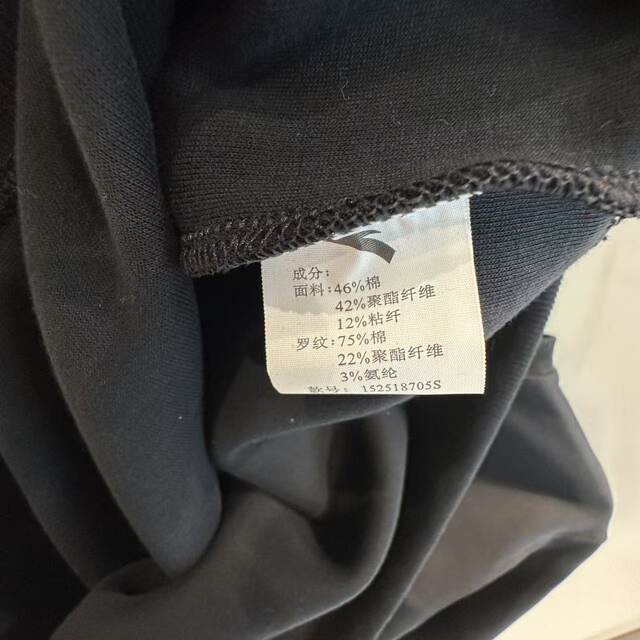 成分:
面料:46%棉
42%聚酯纤维
12%粘纤
罗纹:75%棉
22%聚酯纤维
3%氨纶
款号: 152518705S